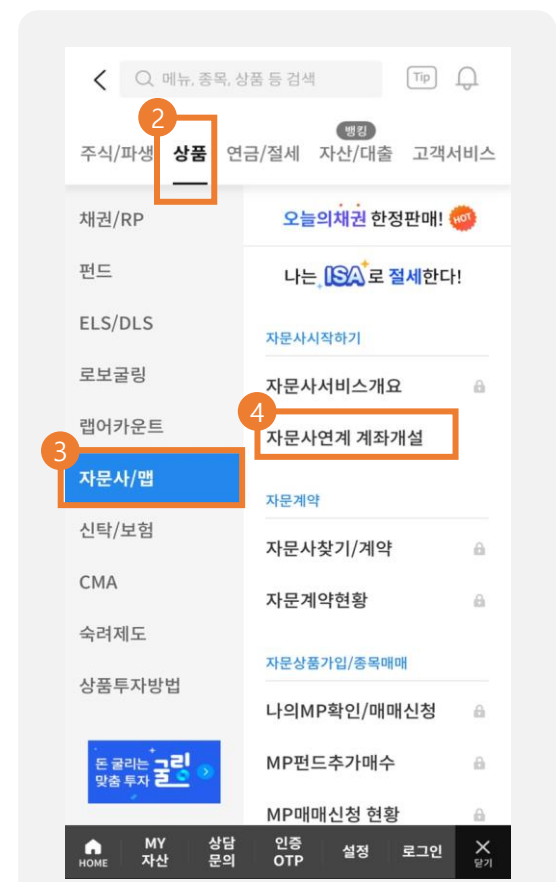 메뉴, 종목, 상품 등 검색
Tip
2
뱅킹
주식/파생 상품 연금/절세 자산/대출 고객서비스
채권/RP
펀드
ELS/DLS
로보굴링
랩어카운트
3
자문사/랩
신탁/보험
CMA
숙려제도
상품투자방법
돈 굴리는
맞춤 투자
굴링
오늘의채권 한정판매! HOT
나는 ISA로 절세한다!
자문사시작하기
자문사서비스개요
4
자문사연계 계좌개설
자문계약
자문사찾기/계약
자문계약현황
자문상품가입/종목매매
나의MP확인/매매신청
MP펀드추가매수
MP매매신청 현황
HOME
MY
자산
상담
문의
인증
OTP
설정
로그인
닫기